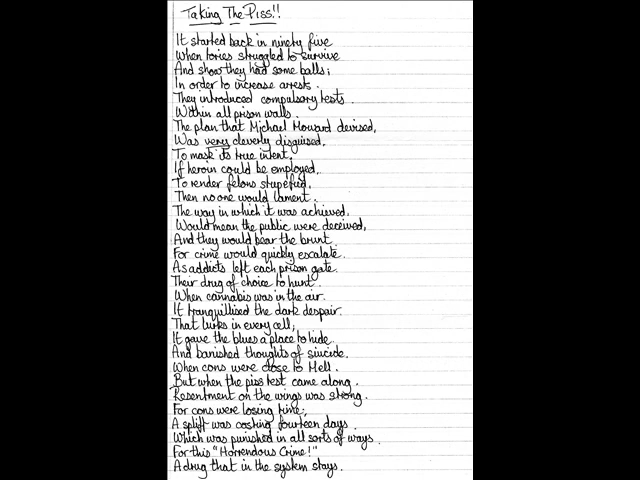 Taking The Piss!!
It started back in ninety five
When tories struggled to survive
And show they had some balls;
In order to increase arrests.
They introduced compulsory tests.
Within all prison walls.
The plan that Michael Howard devised,
Was very cleverly disguised,
To mask its true intent.
If heroin could be employed,
To render felons stupefied,
Then no one would lament.
The way in which it was achieved,
Would mean the public were deceived,
And they would bear the brunt.
For crime would quickly escalate.
As addicts left each prison gate.
Their drug of choice to hunt.
When cannabis was in the air.
It tranquillised the dark despair.
That lurks in every cell;
It gave the blues a place to hide.
And banished thoughts of suicide.
When cons were close to Hell.
But when the piss test came along.
Resentment on the wings was strong.
For cons were losing time;
A spliff was costing fourteen days.
Which was punished in all sorts of ways.
For this "Horrendous Crime!"
A drug that in the system stays.